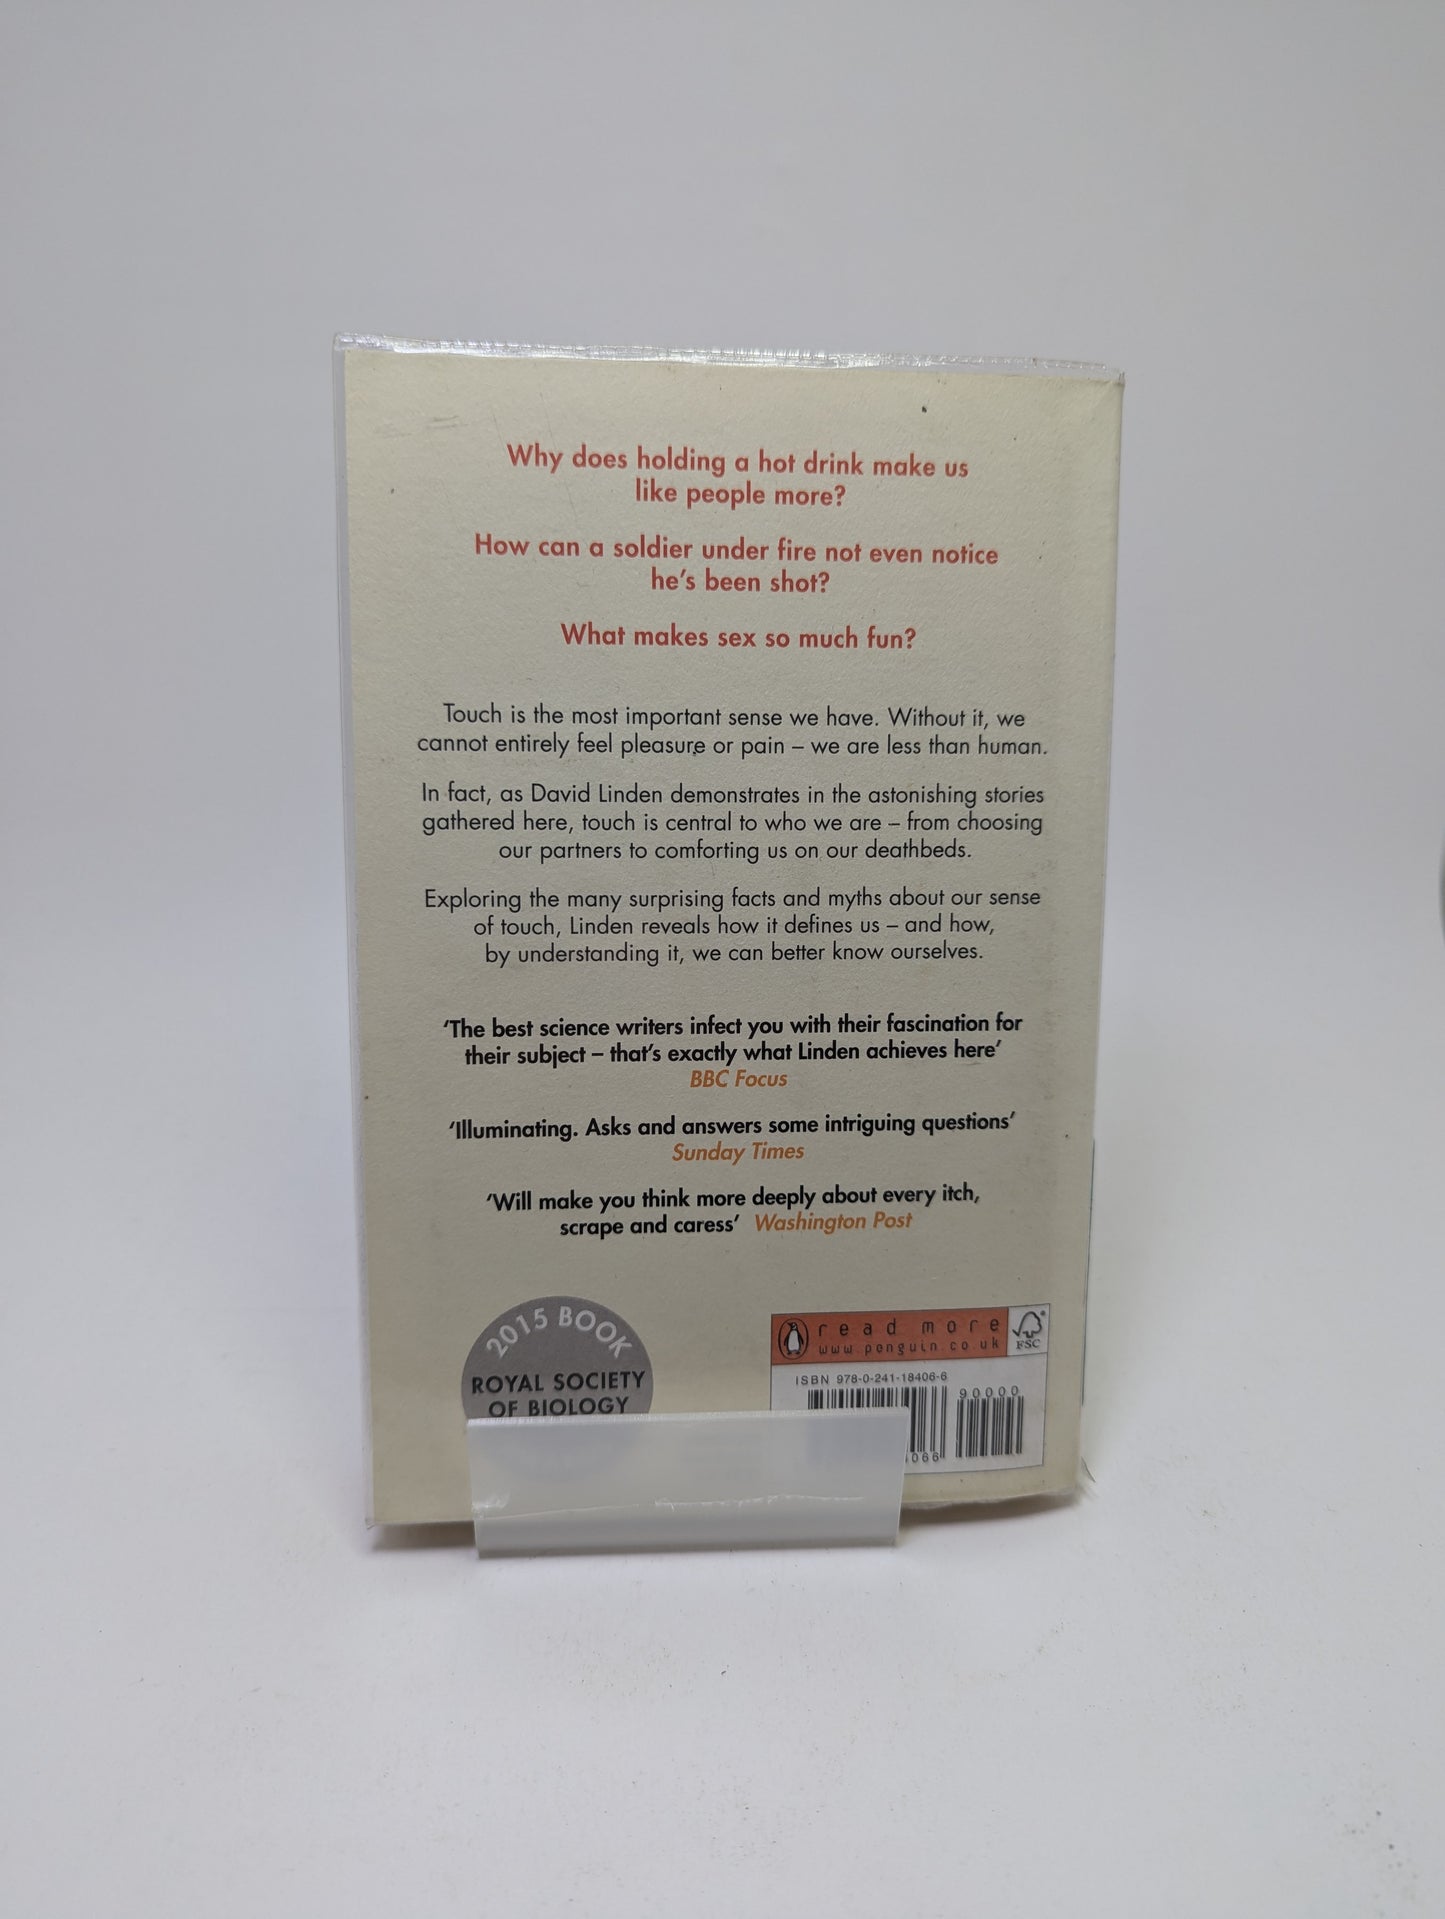 Why does holding a hot drink make us
like people more?
How can a soldier under fire not even notice
he's been shot?
What makes sex so much fun?
Touch is the most important sense we have. Without it, we
cannot entirely feel pleasure or pain – we are less than human.
In fact, as David Linden demonstrates in the astonishing stories
gathered here, touch is central to who we are – from choosing
our partners to comforting us on our deathbeds.
Exploring the many surprising facts and myths about our sense
of touch, Linden reveals how it defines us – and how,
by understanding it, we can better know ourselves.
‘The best science writers infect you with their fascination for
their subject – that's exactly what Linden achieves here’
BBC Focus
‘Illuminating. Asks and answers some intriguing questions’
Sunday Times
‘Will make you think more deeply about every itch,
scrape and caress’ Washington Post
2015 BOOK
ROYAL SOCIETY
OF BIOLOGY
read more
www.penguin.co.uk
FSC
ISBN 978-0-241-18406-6
90000
066